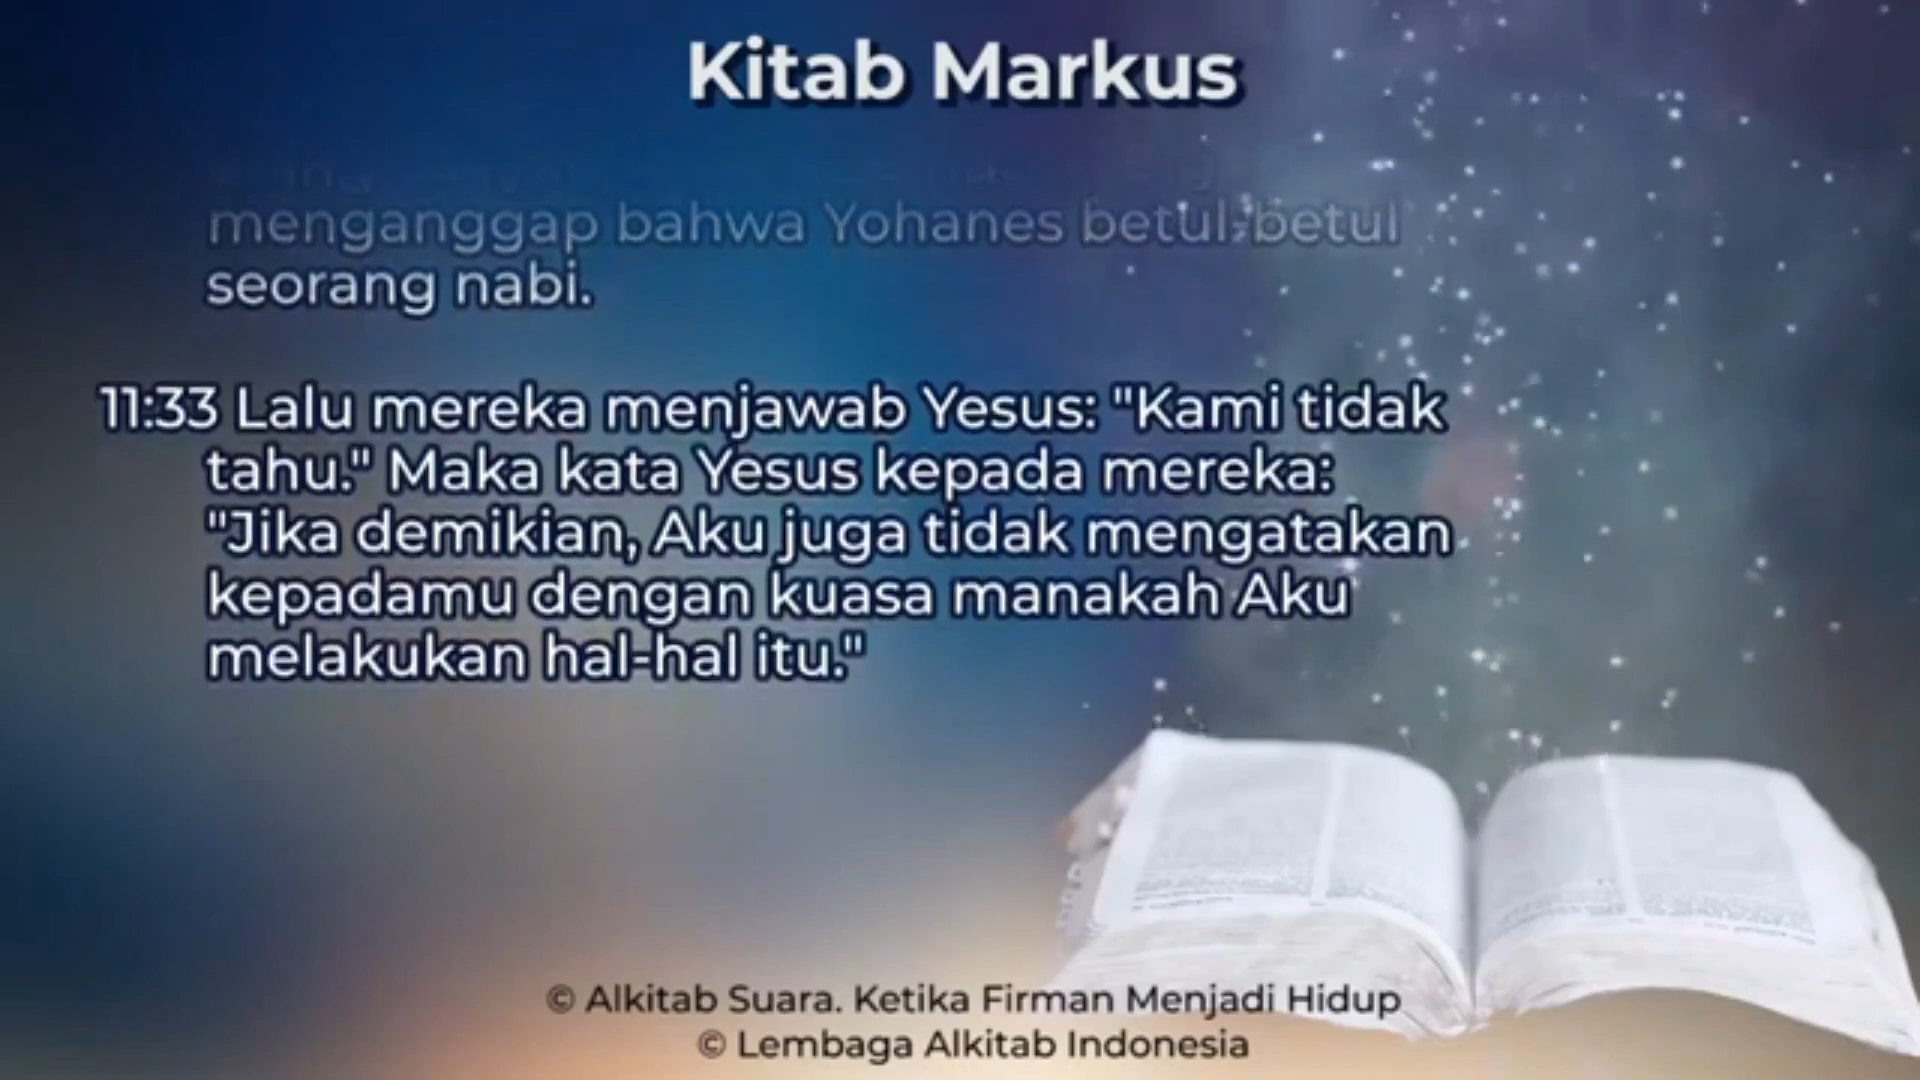 Kitab Markus
menganggap bahwa Yohanes betul-betul
seorang nabi.
11:33 Lalu mereka menjawab Yesus: "Kami tidak
tahu." Maka kata Yesus kepada mereka:
"Jika demikian, Aku juga tidak mengatakan
kepadamu dengan kuasa manakah Aku
melakukan hal-hal itu."
© Alkitab Suara. Ketika Firman Menjadi Hidup
© Lembaga Alkitab Indonesia